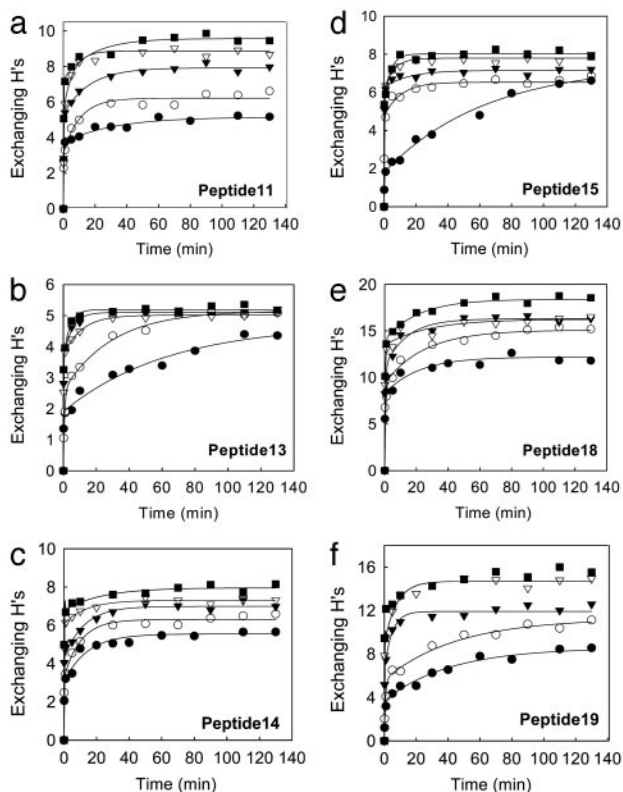 a
Exchanging H's
10
8
6
4
2
0
0 20 40 60 80 100 120 140
Time (min)
Peptide11
b
Exchanging H's
6
5
4
3
2
1
0
0 20 40 60 80 100 120 140
Time (min)
Peptide13
c
Exchanging H's
10
8
6
4
2
0
0 20 40 60 80 100 120 140
Time (min)
Peptide14
d
Exchanging H's
10
8
6
4
2
0
0 20 40 60 80 100 120 140
Time (min)
Peptide15
e
Exchanging H's
20
15
10
5
0
0 20 40 60 80 100 120 140
Time (min)
Peptide18
f
Exchanging H's
16
12
8
4
0
0 20 40 60 80 100 120 140
Time (min)
Peptide19